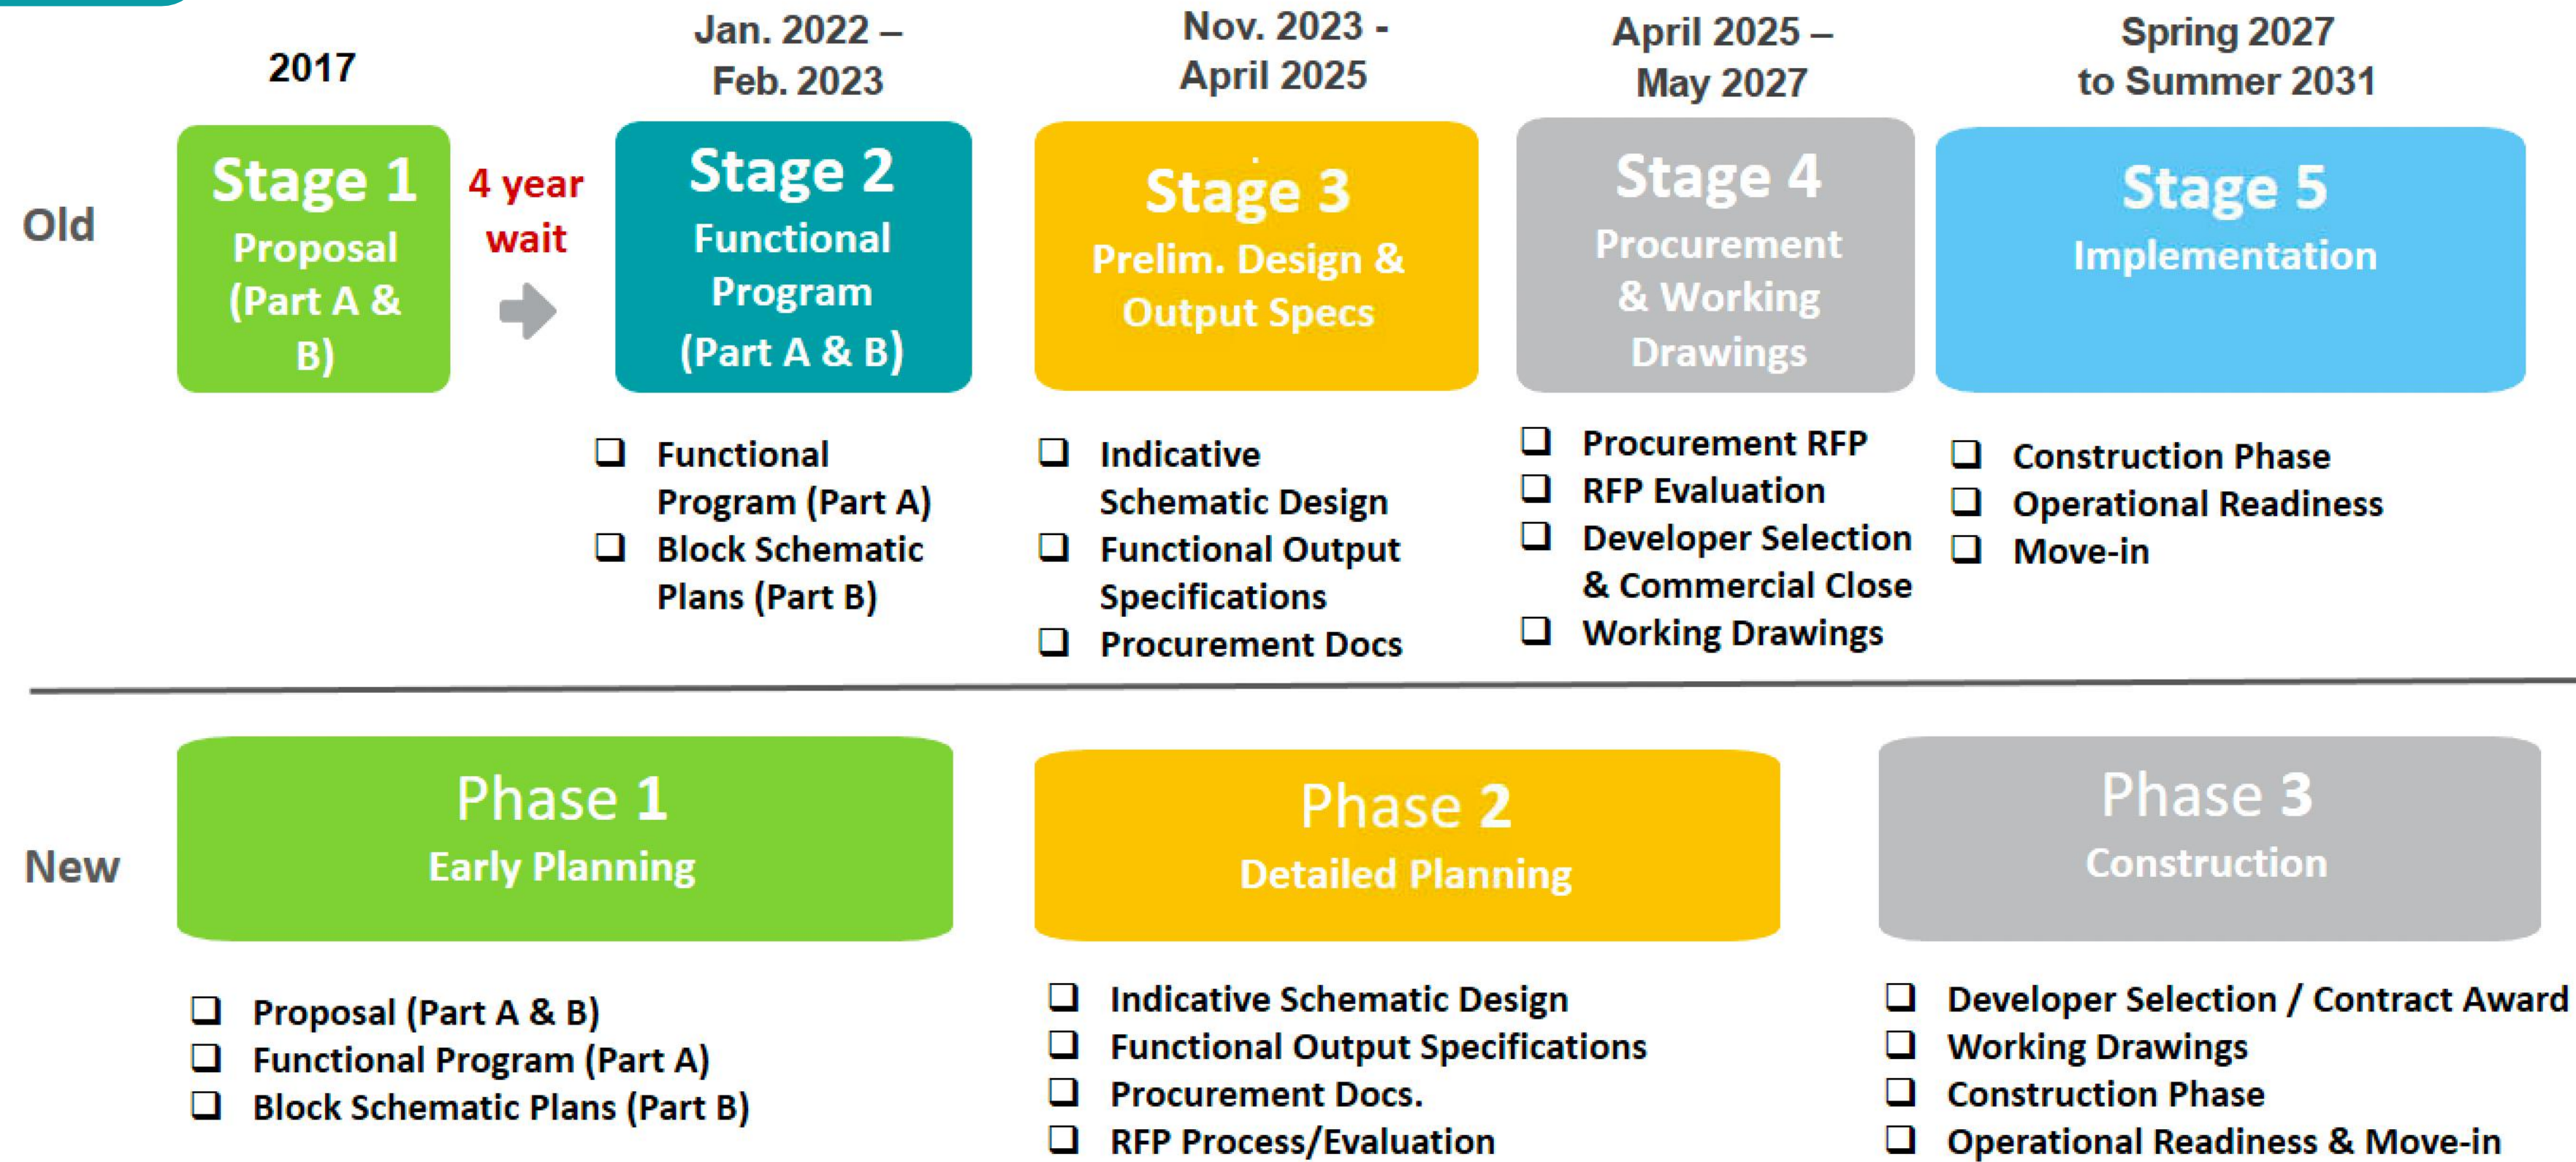 2017
Jan. 2022 –
Feb. 2023
Nov. 2023 -
April 2025
April 2025 –
May 2027
Spring 2027
to Summer 2031
Old
Stage 1
Proposal
(Part A &
B)
4 year
wait
Stage 2
Functional
Program
(Part A & B)
Stage 3
Prelim. Design &
Output Specs
Stage 4
Procurement
& Working
Drawings
Stage 5
Implementation
Functional
Program (Part A)
Block Schematic
Plans (Part B)
Indicative
Schematic Design
Functional Output
Specifications
Procurement Docs
Procurement RFP
RFP Evaluation
Developer Selection
& Commercial Close
Working Drawings
Construction Phase
Operational Readiness
Move-in
New
Phase 1
Early Planning
Phase 2
Detailed Planning
Phase 3
Construction
Proposal (Part A & B)
Functional Program (Part A)
Block Schematic Plans (Part B)
Indicative Schematic Design
Functional Output Specifications
Procurement Docs.
RFP Process/Evaluation
Developer Selection / Contract Award
Working Drawings
Construction Phase
Operational Readiness & Move-in